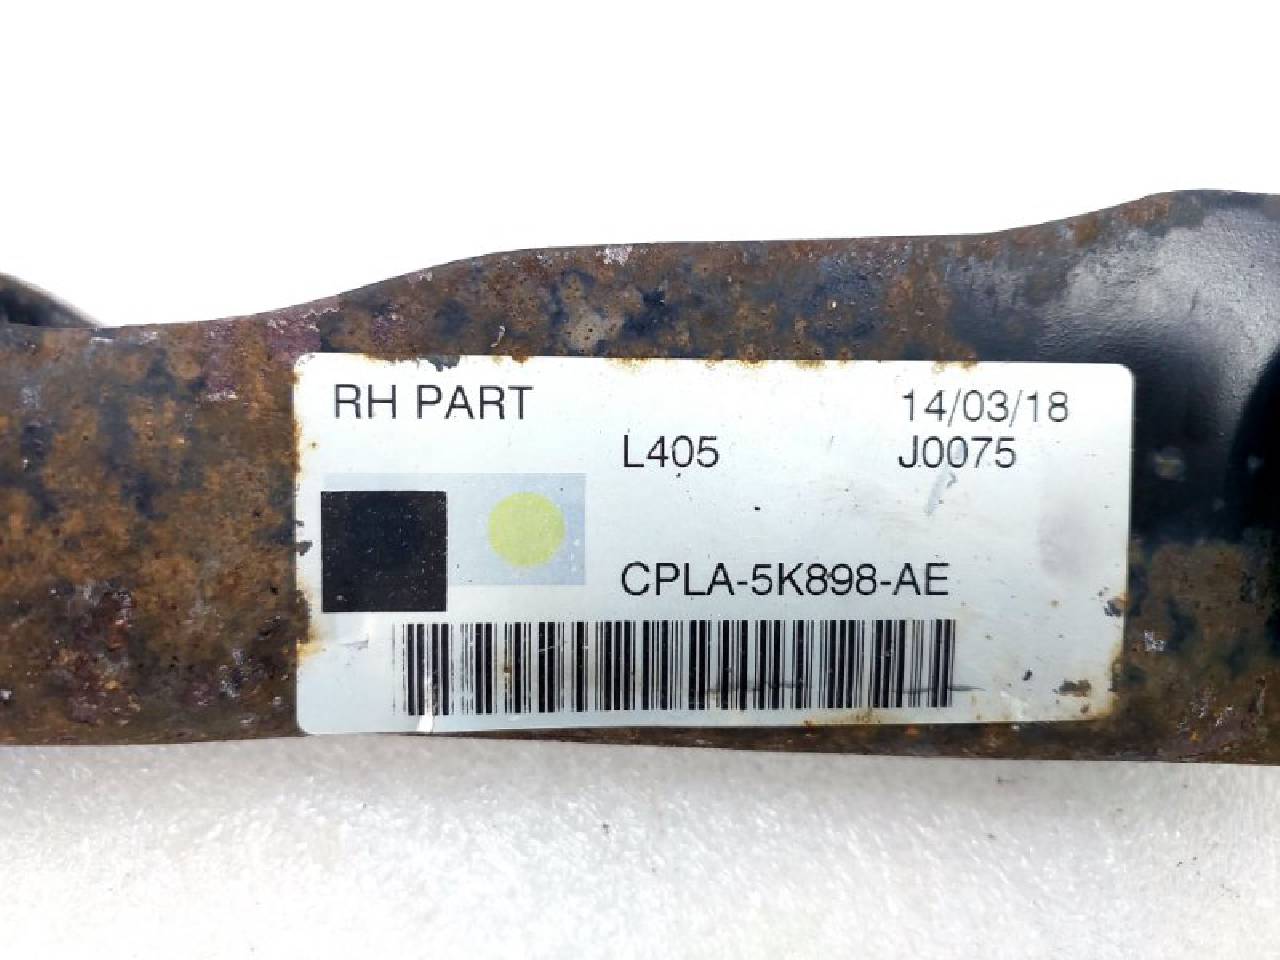 RH PART 14/03/18
L405 J0075
CPLA-5K898-AE